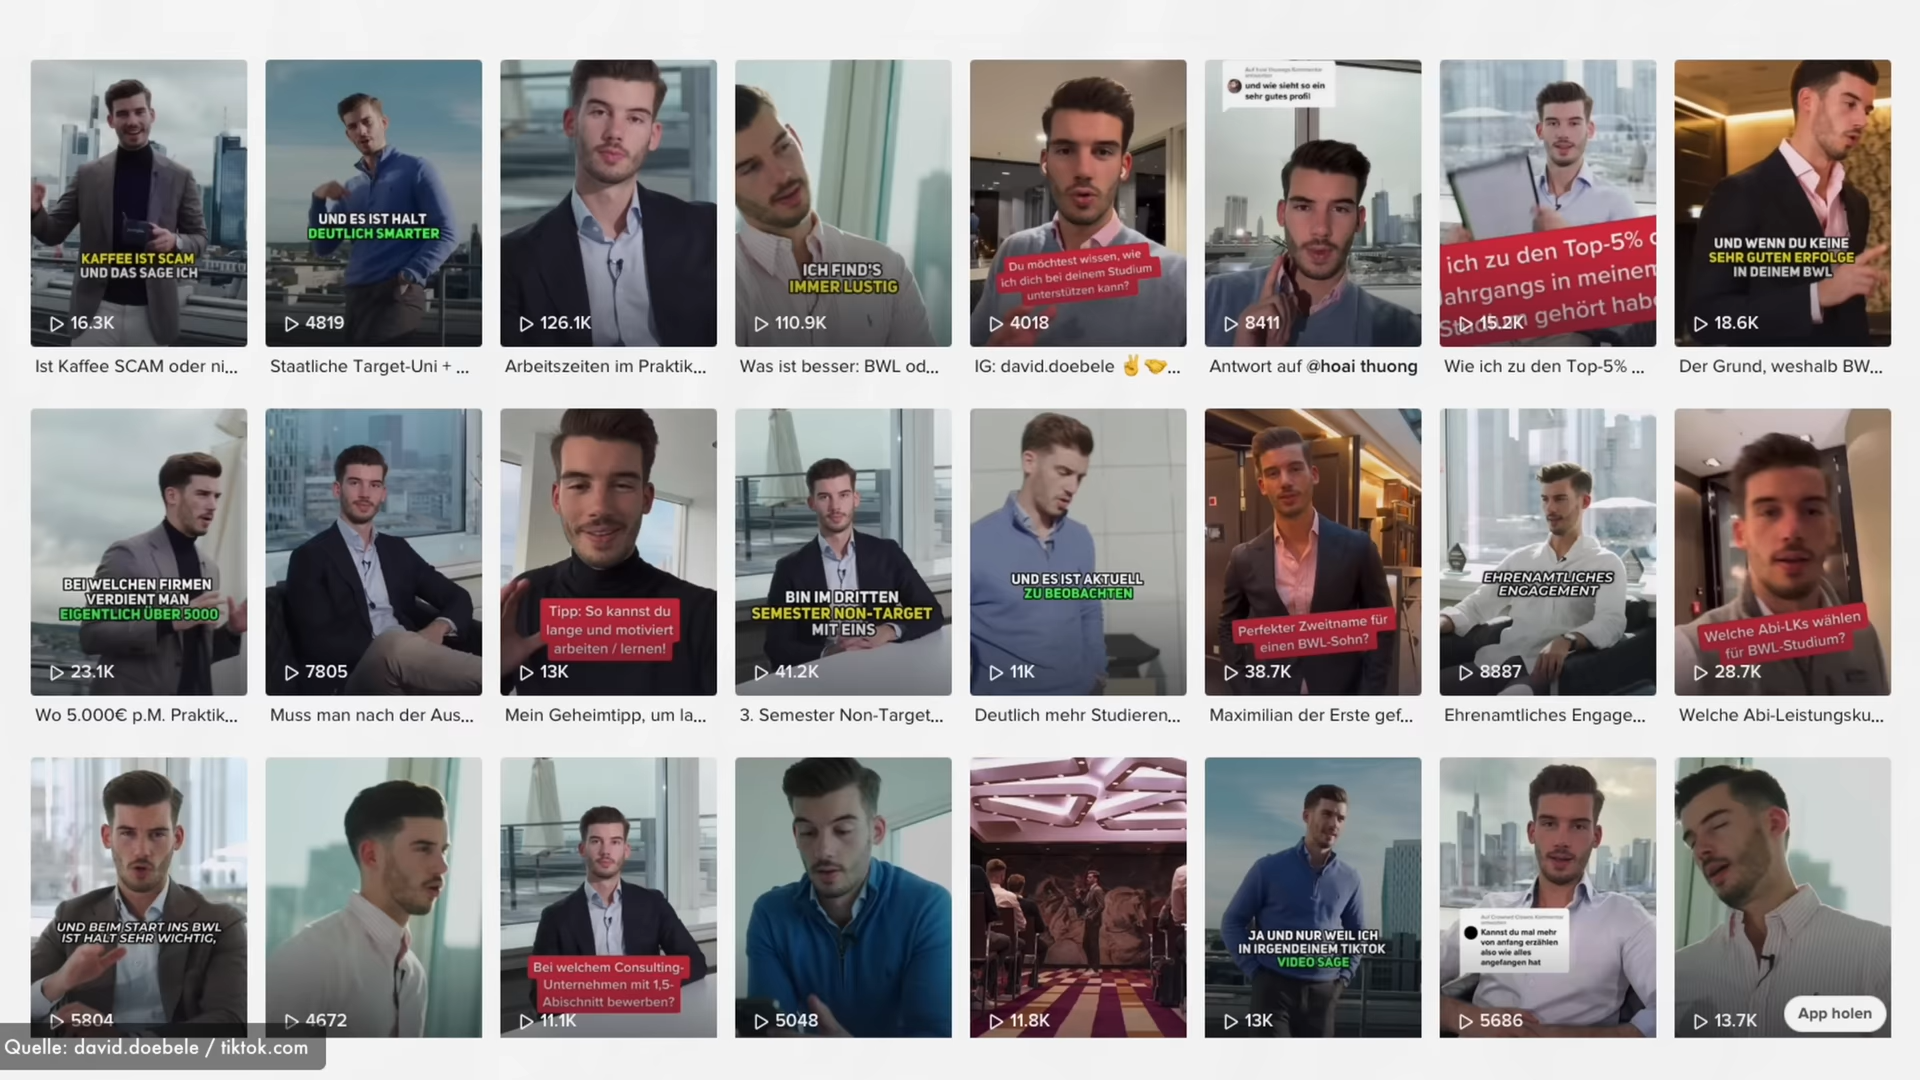 KAFFEE IST SCAM
UND DAS SAGE ICH
16.3K
Ist Kaffee SCAM oder ni...
UND ES IST HALT
DEUTLICH SMARTER
4819
Staatliche Target-Uni + ...
126.1K
Arbeitszeiten im Praktik...
ICH FIND'S
IMMER LUSTIG
110.9K
Was ist besser: BWL od...
Du möchtest wissen, wie
ich dich bei deinem Studium
unterstützen kann?
4018
IG: david.doebele ✌️🤝...
und wie sieht so ein
sehr gutes profil
8411
Antwort auf @hoai thuong
ich zu den Top-5%
ahrgangs in meinem
gehört hab
15.2K
Wie ich zu den Top-5% ...
UND WENN DU KEINE
SEHR GUTEN ERFOLGE
IN DEINEM BWL
18.6K
Der Grund, weshalb BW...
BEI WELCHEN FIRMEN
VERDIENT MAN
EIGENTLICH ÜBER 5000
23.1K
Wo 5.000€ p.M. Praktik...
7805
Muss man nach der Aus...
Tipp: So kannst du
lange und motiviert
arbeiten / lernen!
13K
Mein Geheimtipp, um la...
BIN IM DRITTEN
SEMESTER NON-TARGET
MIT EINS
41.2K
3. Semester Non-Target...
UND ES IST AKTUELL
ZU BEOBACHTEN
11K
Deutlich mehr Studieren...
Perfekter Zweitname für
einen BWL-Sohn?
38.7K
Maximilian der Erste gef...
EHRENAMTLICHES
ENGAGEMENT
8887
Ehrenamtliches Engage...
Welche Abi-LKs wählen
für BWL-Studium?
28.7K
Welche Abi-Leistungsku...
UND BEIM START INS BWL
IST HALT SEHR WICHTIG,
5804
4672
Bei welchem Consulting-
Unternehmen mit 1,5-
Abischnitt bewerben?
11.1K
5048
11.8K
JA UND NUR WEIL ICH
IN IRGENDEINEM TIKTOK
VIDEO SAGE
13K
Kannst du mal mehr
von anfang erzählen
also wie alles
angefangen hat
5686
13.7K
App holen
Quelle: david.doebele / tiktok.com